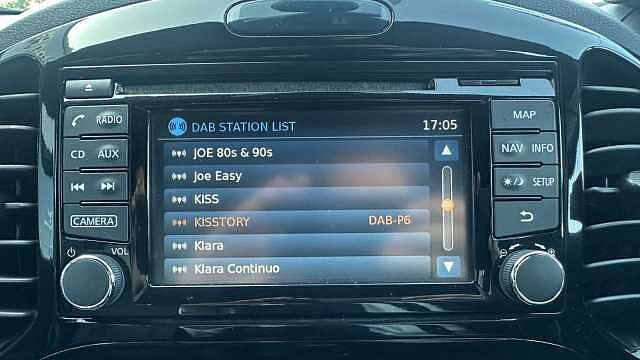 DAB STATION LIST 17:05
JOE 80s & 90s
Joe Easy
KISS
KISSTORY DAB-P6
Klara
Klara Continuo
RADIO
CD AUX
CAMERA
VOL
MAP
NAV INFO
SETUP